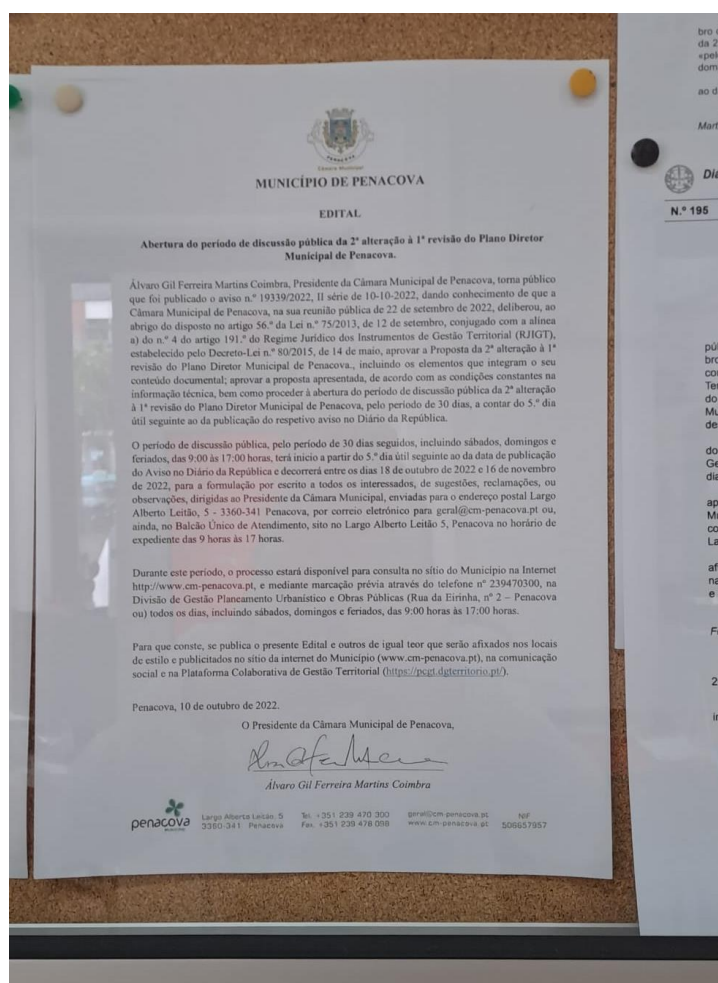 MUNICÍPIO DE PENACOVA
EDITAL
Abertura do período de discussão pública da 2ª alteração à 1ª revisão do Plano Diretor
Municipal de Penacova.
Álvaro Gil Ferreira Martins Coimbra, Presidente da Câmara Municipal de Penacova, torna público
que foi publicado o aviso n.º 19339/2022, II série de 10-10-2022, dando conhecimento de que a
Câmara Municipal de Penacova, na sua reunião pública de 22 de setembro de 2022, deliberou, ao
abrigo do disposto no artigo 56.º da Lei n.º 75/2013, de 12 de setembro, conjugado com a alínea
a) do n.º 4 do artigo 191.º do Regime Jurídico dos Instrumentos de Gestão Territorial (RJIGT),
estabelecido pelo Decreto-Lei n.º 80/2015, de 14 de maio, aprovar a Proposta da 2ª alteração à 1ª
revisão do Plano Diretor Municipal de Penacova., incluindo os elementos que integram o seu
conteúdo documental; aprovar a proposta apresentada, de acordo com as condições constantes na
informação técnica, bem como proceder à abertura do período de discussão pública da 2ª alteração
à 1ª revisão do Plano Diretor Municipal de Penacova, pelo período de 30 dias, a contar do 5.º dia
útil seguinte ao da publicação do respetivo aviso no Diário da República.
O período de discussão pública, pelo período de 30 dias seguidos, incluindo sábados, domingos e
feriados, das 9:00 às 17:00 horas, terá inicio a partir do 5.º dia útil seguinte ao da data de publicação
do Aviso no Diário da República e decorrerá entre os dias 18 de outubro de 2022 e 16 de novembro
de 2022, para a formulação por escrito a todos os interessados, de sugestões, reclamações, ou
observações, dirigidas ao Presidente da Câmara Municipal, enviadas para o endereço postal Largo
Alberto Leitão, 5 - 3360-341 Penacova, por correio eletrónico para geral@cm-penacova.pt ou,
ainda, no Balcão Único de Atendimento, sito no Largo Alberto Leitão 5, Penacova no horário de
expediente das 9 horas às 17 horas.
Durante este período, o processo estará disponível para consulta no sítio do Município na Internet
http://www.cm-penacova.pt, e mediante marcação prévia através do telefone nº 239470300, na
Divisão de Gestão Planeamento Urbanístico e Obras Públicas (Rua da Eirinha, nº 2 – Penacova
ou) todos os dias, incluindo sábados, domingos e feriados, das 9:00 horas às 17:00 horas.
Para que conste, se publica o presente Edital e outros de igual teor que serão afixados nos locais
de estilo e publicitados no sítio da internet do Município (www.cm-penacova.pt), na comunicação
social e na Plataforma Colaborativa de Gestão Territorial (https://pcgt.dgterritorio.pt/).
Penacova, 10 de outubro de 2022.
O Presidente da Câmara Municipal de Penacova,
Álvaro Gil Ferreira Martins Coimbra
penacova
Largo Alberto Leitão, 5 Tel. +351 239 470 300 geral@cm-penacova.pt NIF
3360-341 Penacova Fax. +351 239 478 098 www.cm-penacova.pt 506657957
N.º 195